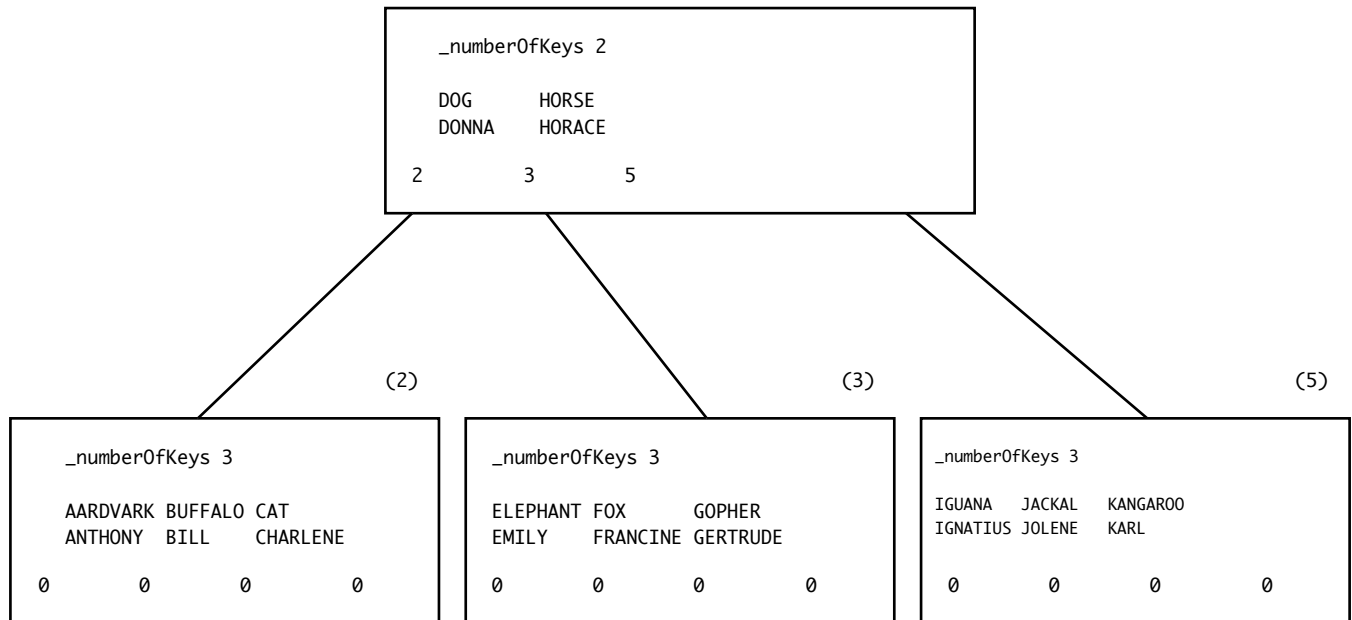 _numberOfKeys 2
DOG HORSE
DONNA HORACE
2 3 5
(2)
_numberOfKeys 3
AARDVARK BUFFALO CAT
ANTHONY BILL CHARLENE
0 0 0 0
(3)
_numberOfKeys 3
ELEPHANT FOX GOPHER
EMILY FRANCINE GERTRUDE
0 0 0 0
(5)
_numberOfKeys 3
IGUANA JACKAL KANGAROO
IGNATIUS JOLENE KARL
0 0 0 0